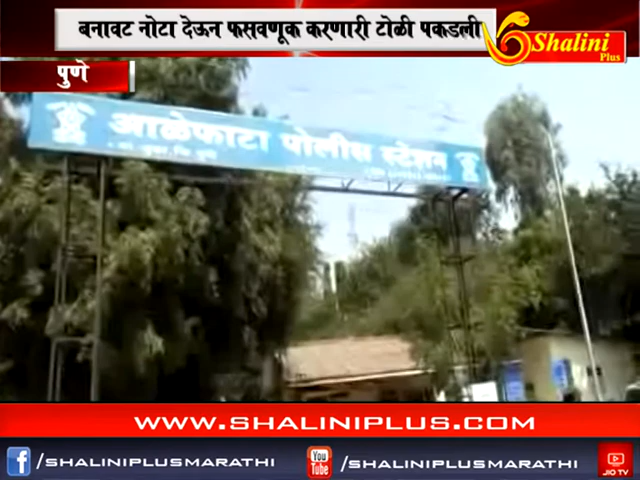 बनावट नोटा देऊन फसवणूक करणारी टोळी पकडली
Shalini
Plus
पुणे
आळेफाटा पोलीस स्टेशन
WWW.SHALINIPLUS.COM
/SHALINIPLUSMARATHI
You Tube
/SHALINIPLUSMARATHI
JIO TV